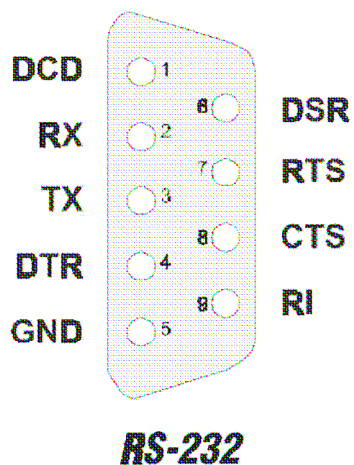 DCD 1
6 DSR
RX 2
7 RTS
TX 3
8 CTS
DTR 4
9 RI
GND 5
RS-232